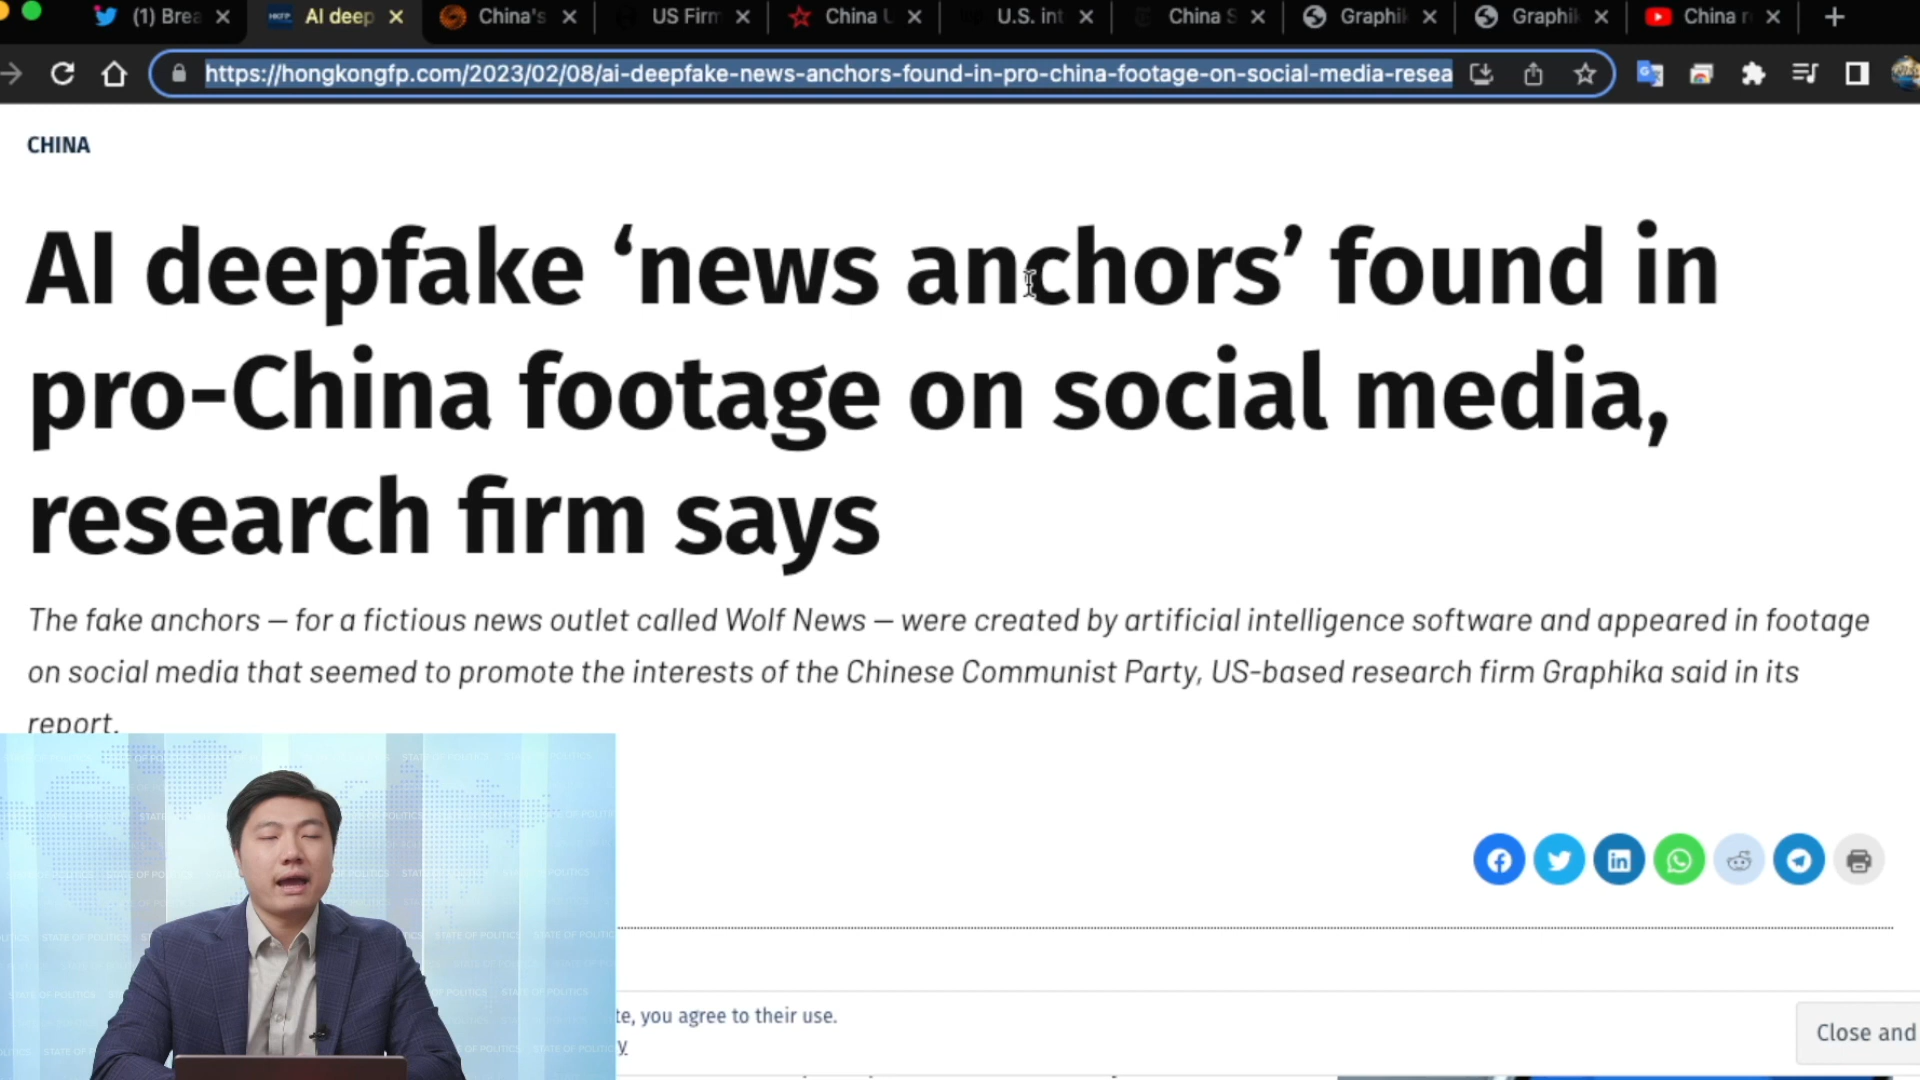 (1) Brea
HKFP
AI deep
China's
US Firm
China U
U.S. int
China S
Graphik
Graphik
China r
https://hongkongfp.com/2023/02/08/ai-deepfake-news-anchors-found-in-pro-china-footage-on-social-media-resea
CHINA
AI deepfake ‘news anchors’ found in
pro-China footage on social media,
research firm says
The fake anchors — for a fictious news outlet called Wolf News — were created by artificial intelligence software and appeared in footage
on social media that seemed to promote the interests of the Chinese Communist Party, US-based research firm Graphika said in its
report.
STATE OF POLITICS
te, you agree to their use.
y
Close and